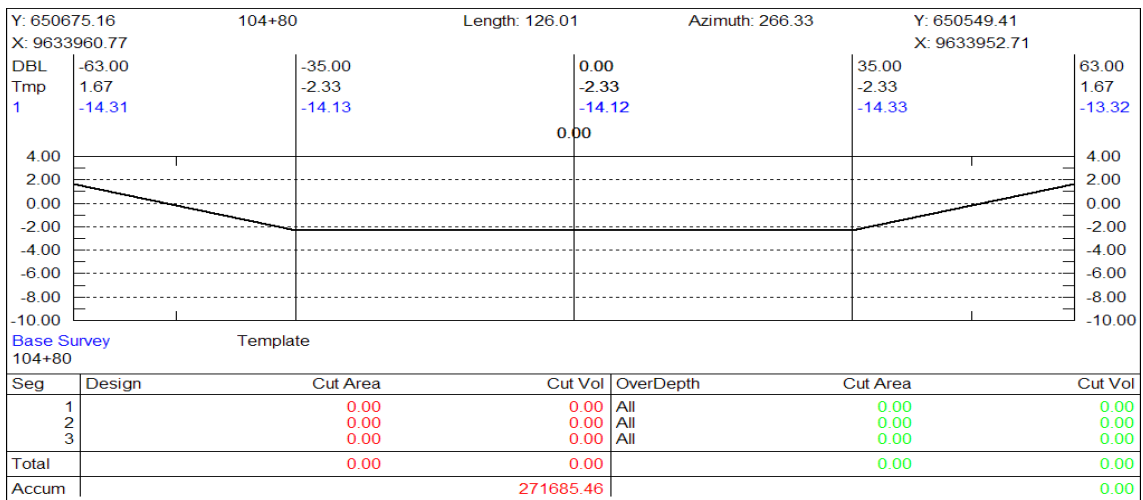 Y: 650675.16 104+80 Length: 126.01 Azimuth: 266.33 Y: 650549.41
X: 9633960.77 X: 9633952.71
DBL -63.00 -35.00 0.00 35.00 63.00
Tmp 1.67 -2.33 -2.33 -2.33 1.67
1 -14.31 -14.13 -14.12 -14.33 -13.32
0.00
4.00 4.00
2.00 2.00
0.00 0.00
-2.00 -2.00
-4.00 -4.00
-6.00 -6.00
-8.00 -8.00
-10.00 -10.00
Base Survey Template
104+80
Seg Design Cut Area Cut Vol OverDepth Cut Area Cut Vol
1 0.00 0.00 All 0.00 0.00
2 0.00 0.00 All 0.00 0.00
3 0.00 0.00 All 0.00 0.00
Total 0.00 0.00 0.00 0.00
Accum 271685.46 0.00